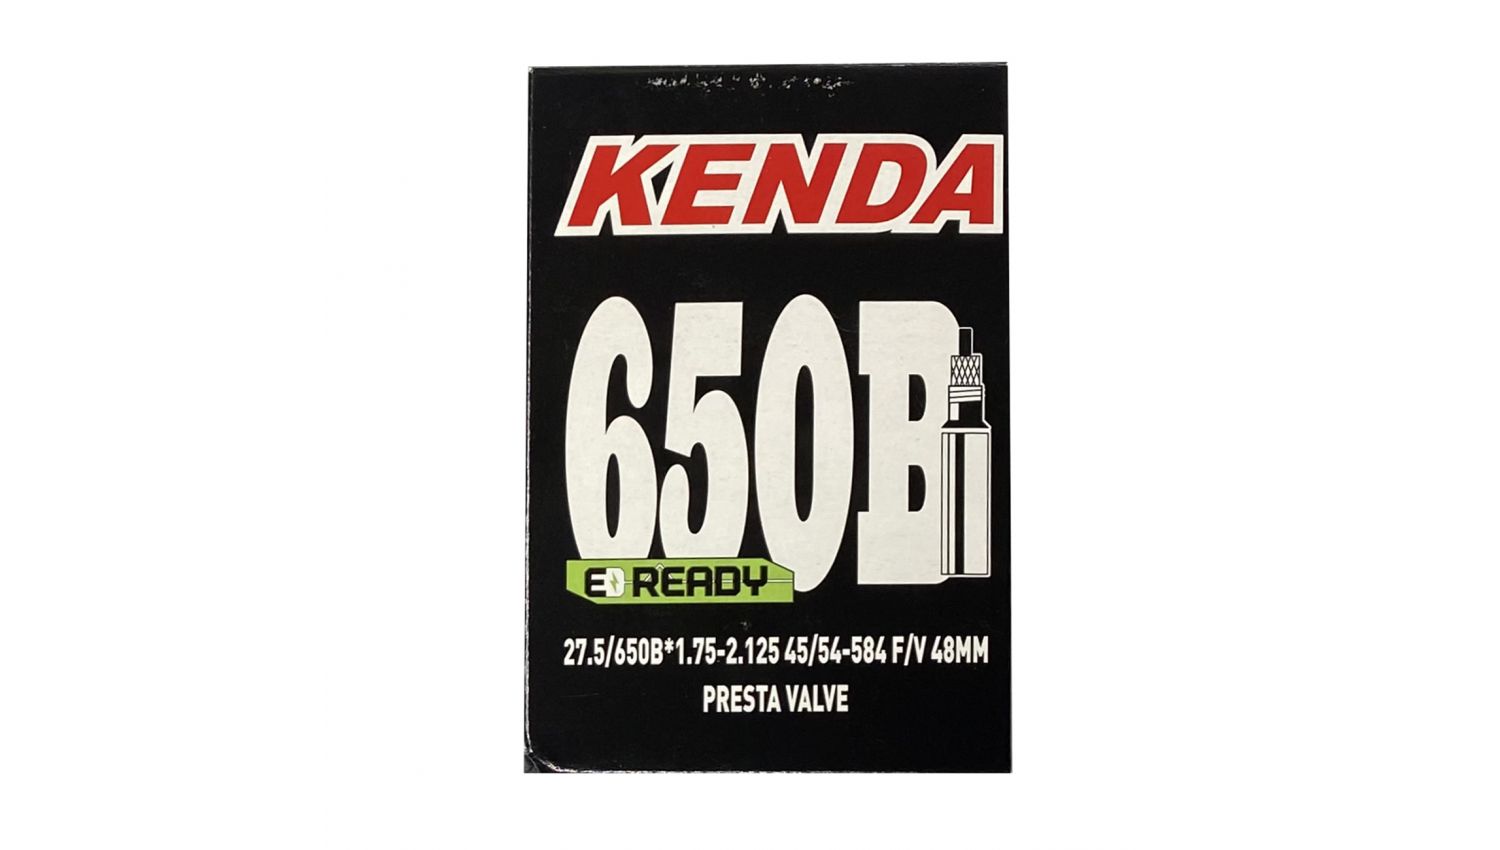 KENDA
650B
E READY
27.5/650B*1.75-2.125 45/54-584 F/V 48MM
PRESTA VALVE